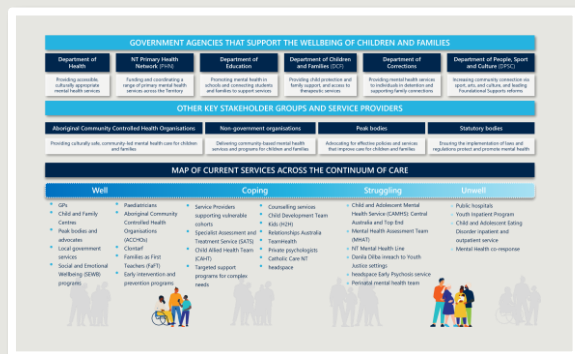 GOVERNMENT AGENCIES THAT SUPPORT THE WELLBEING OF CHILDREN AND FAMILIES
Department of
Health
Providing accessible,
culturally appropriate
mental health services
NT Primary Health
Network (PHN)
Funding and coordinating a
range of primary mental health
services across the Territory
Department of
Education
Promoting mental health in
schools and connecting students
and families to support services
Department of Children
and Families (DCF)
Providing child protection and
family support, and access to
therapeutic services
Department of
Corrections
Providing mental health services
to individuals in detention and
supporting family connections
Department of People, Sport
and Culture (DPSC)
Increasing community connection via
sport, arts, and culture, and leading
Foundational Supports reforms
OTHER KEY STAKEHOLDER GROUPS AND SERVICE PROVIDERS
Aboriginal Community Controlled Health Organisations
Providing culturally safe, community-led mental health care for children
and families
Non-government organisations
Delivering community-based mental health
services and programs for children and families
Peak bodies
Advocating for effective policies and services
that improve care for children and families
Statutory bodies
Ensuring the implementation of laws and
regulations protect and promote mental health
MAP OF CURRENT SERVICES ACROSS THE CONTINUUM OF CARE
Well
Coping
Struggling
Unwell
GPs
Child and Family
Centres
Peak bodies and
advocates
Local government
services
Social and Emotional
Wellbeing (SEWB)
programs
Paediatricians
Aboriginal Community
Controlled Health
Organisations
(ACCHOs)
Clontarf
Families as First
Teachers (FaFT)
Early intervention and
prevention programs
Service Providers
supporting vulnerable
cohorts
Specialist Assessment and
Treatment Service (SATS)
Child Allied Health Team
(CAHT)
Targeted support
programs for complex
needs
Counselling services
Child Development Team
Kids (H2H)
Relationships Australia
TeamHealth
Private psychologists
Catholic Care NT
headspace
Child and Adolescent Mental
Health Service (CAMHS): Central
Australia and Top End
Mental Health Assessment Team
(MHAT)
NT Mental Health Line
Danila Dilba inreach to Youth
Justice settings
headspace Early Psychosis service
Perinatal mental health team
Public hospitals
Youth Inpatient Program
Child and Adolescent Eating
Disorder inpatient and
outpatient service
Mental Health co-response